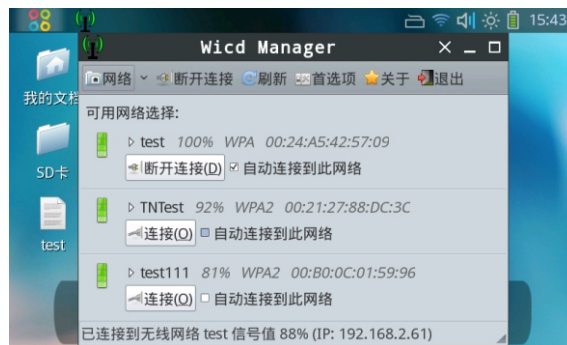 15:43
Wicd Manager
网络 断开连接 刷新 首选项 关于 退出
我的文档
可用网络选择:
test 100% WPA 00:24:A5:42:57:09
断开连接(D) 自动连接到此网络
SD卡
TNTest 92% WPA2 00:21:27:88:DC:3C
连接(O) 自动连接到此网络
test
test111 81% WPA2 00:B0:0C:01:59:96
连接(O) 自动连接到此网络
已连接到无线网络 test 信号值 88% (IP: 192.168.2.61)